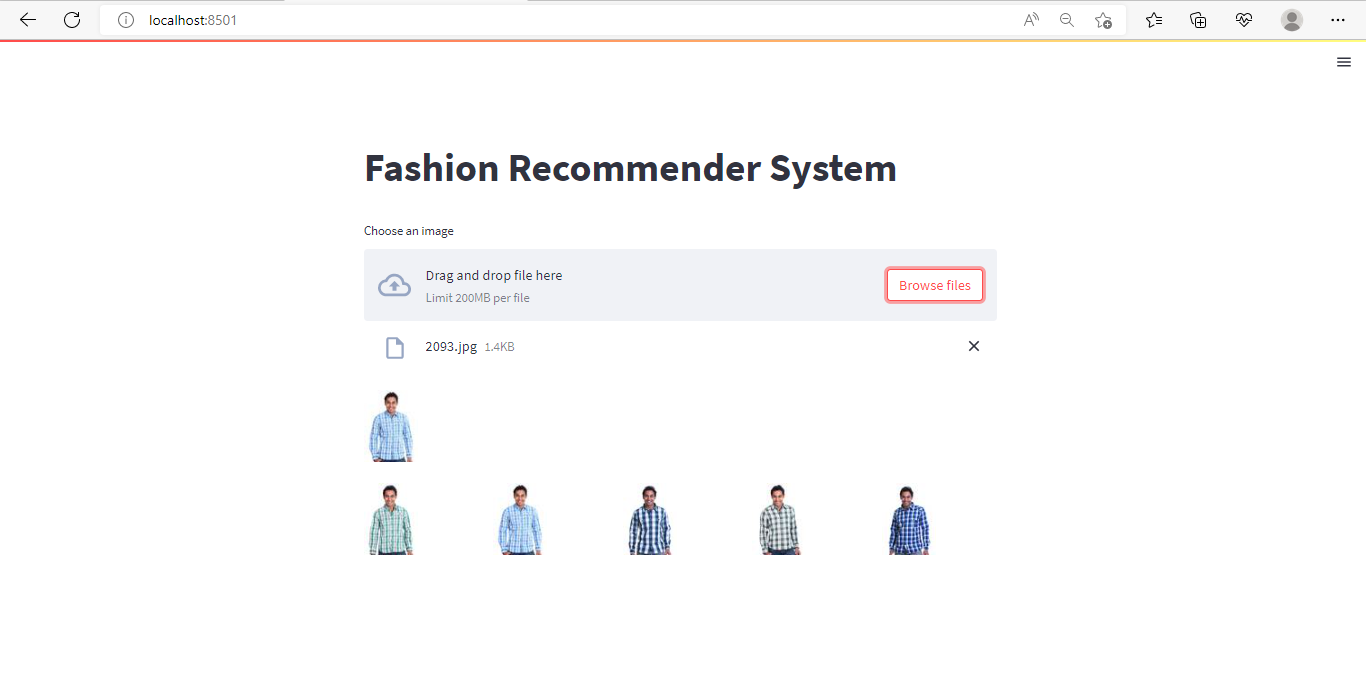 localhost:8501
Fashion Recommender System
Choose an image
Drag and drop file here
Limit 200MB per file
Browse files
2093.jpg 1.4KB